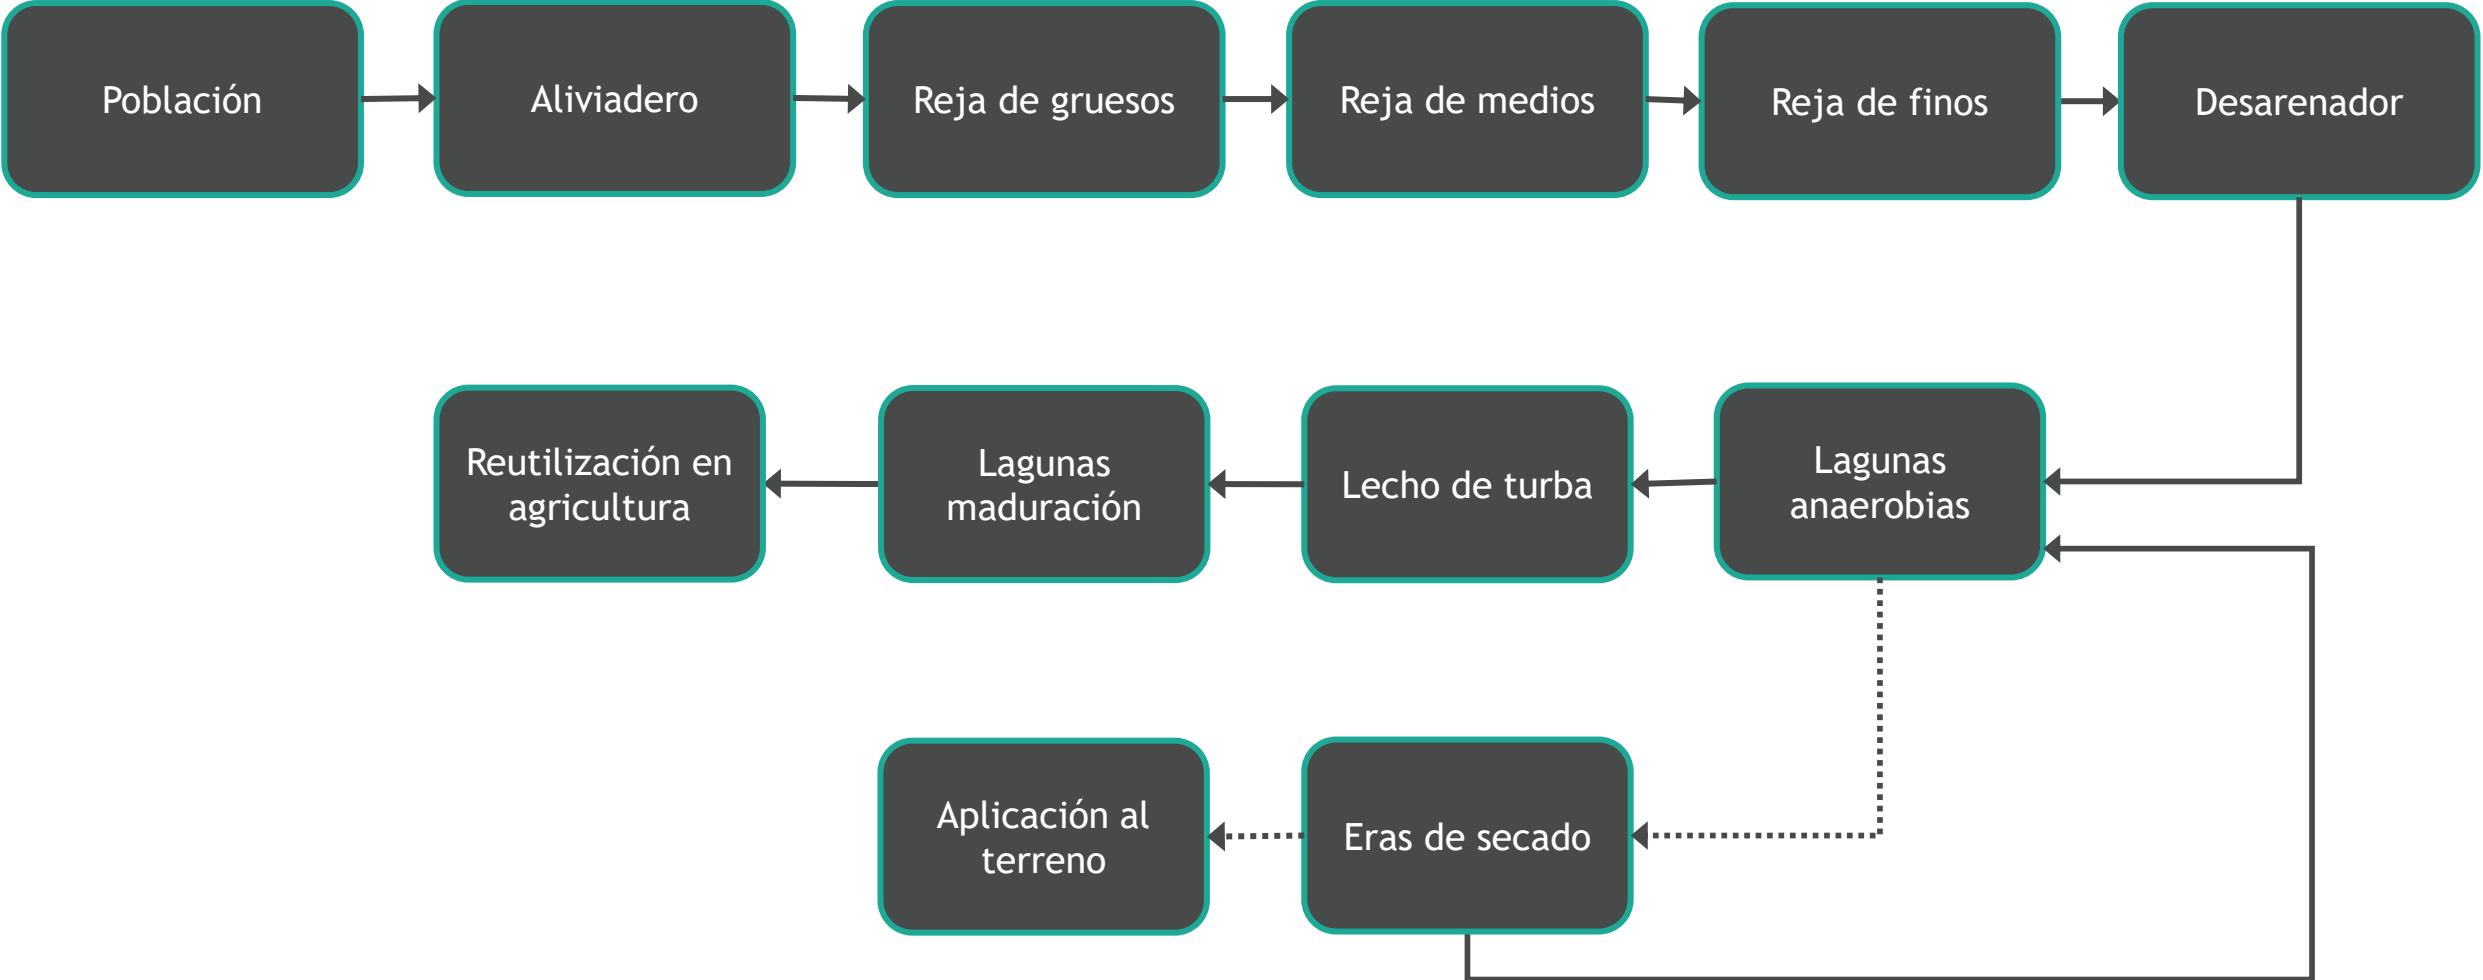 Población
Aliviadero
Reja de gruesos
Reja de medios
Reja de finos
Desarenador
Reutilización en
agricultura
Lagunas
maduración
Lecho de turba
Lagunas
anaerobias
Aplicación al
terreno
Eras de secado